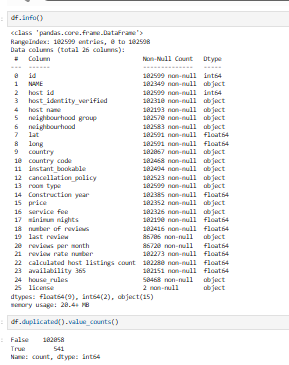 df.info()
<class 'pandas.core.frame.DataFrame'>
RangeIndex: 102599 entries, 0 to 102598
Data columns (total 26 columns):
# Column Non-Null Count Dtype
--- ------ -------------- -----
0 id 102599 non-null int64
1 NAME 102349 non-null object
2 host id 102599 non-null int64
3 host_identity_verified 102310 non-null object
4 host name 102193 non-null object
5 neighbourhood group 102570 non-null object
6 neighbourhood 102583 non-null object
7 lat 102591 non-null float64
8 long 102591 non-null float64
9 country 102067 non-null object
10 country code 102468 non-null object
11 instant_bookable 102494 non-null object
12 cancellation_policy 102523 non-null object
13 room type 102599 non-null object
14 Construction year 102385 non-null float64
15 price 102352 non-null object
16 service fee 102326 non-null object
17 minimum nights 102190 non-null float64
18 number of reviews 102416 non-null float64
19 last review 86706 non-null object
20 reviews per month 86720 non-null float64
21 review rate number 102273 non-null float64
22 calculated host listings count 102280 non-null float64
23 availability 365 102151 non-null float64
24 house_rules 50468 non-null object
25 license 2 non-null object
dtypes: float64(9), int64(2), object(15)
memory usage: 20.4+ MB
df.duplicated().value_counts()
False 102058
True 541
Name: count, dtype: int64